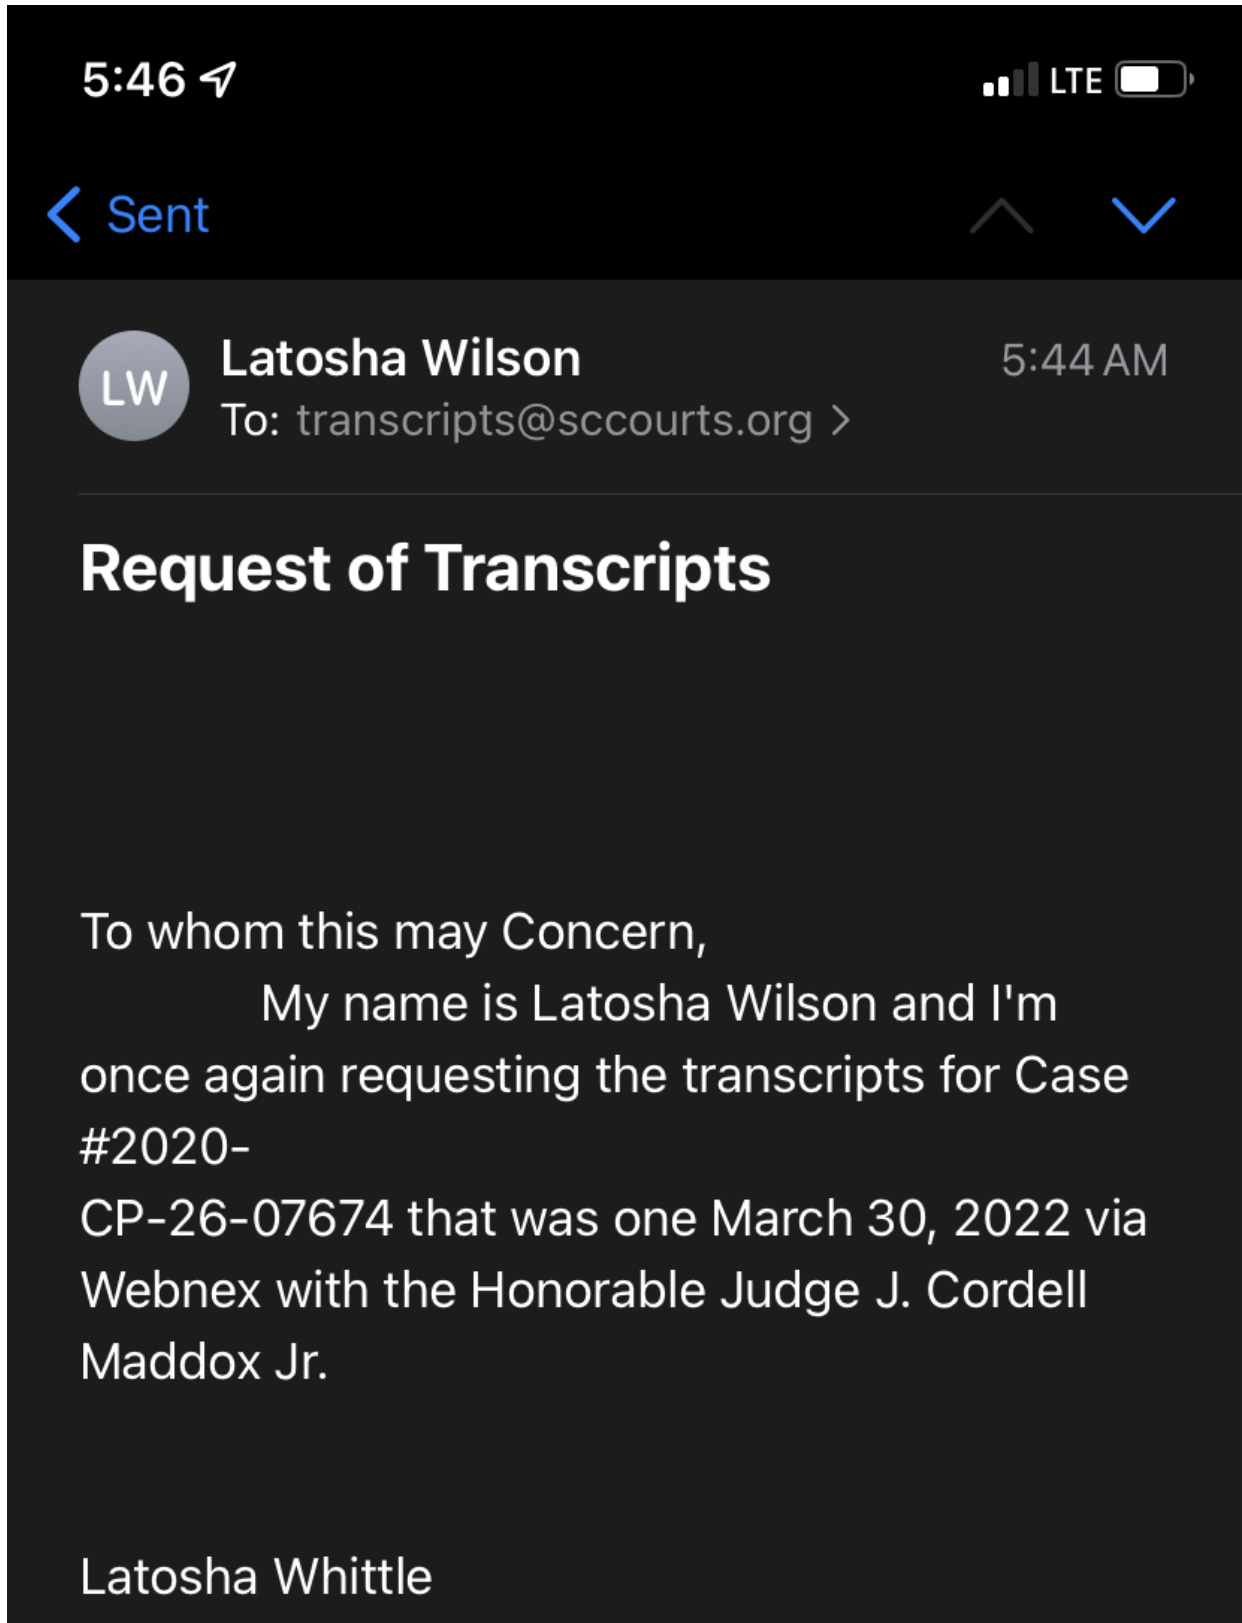 5:46
LTE
Sent
LW
Latosha Wilson
5:44 AM
To: transcripts@sccourts.org
Request of Transcripts
To whom this may Concern,
My name is Latosha Wilson and I'm
once again requesting the transcripts for Case
#2020-
CP-26-07674 that was one March 30, 2022 via
Webnex with the Honorable Judge J. Cordell
Maddox Jr.
Latosha Whittle